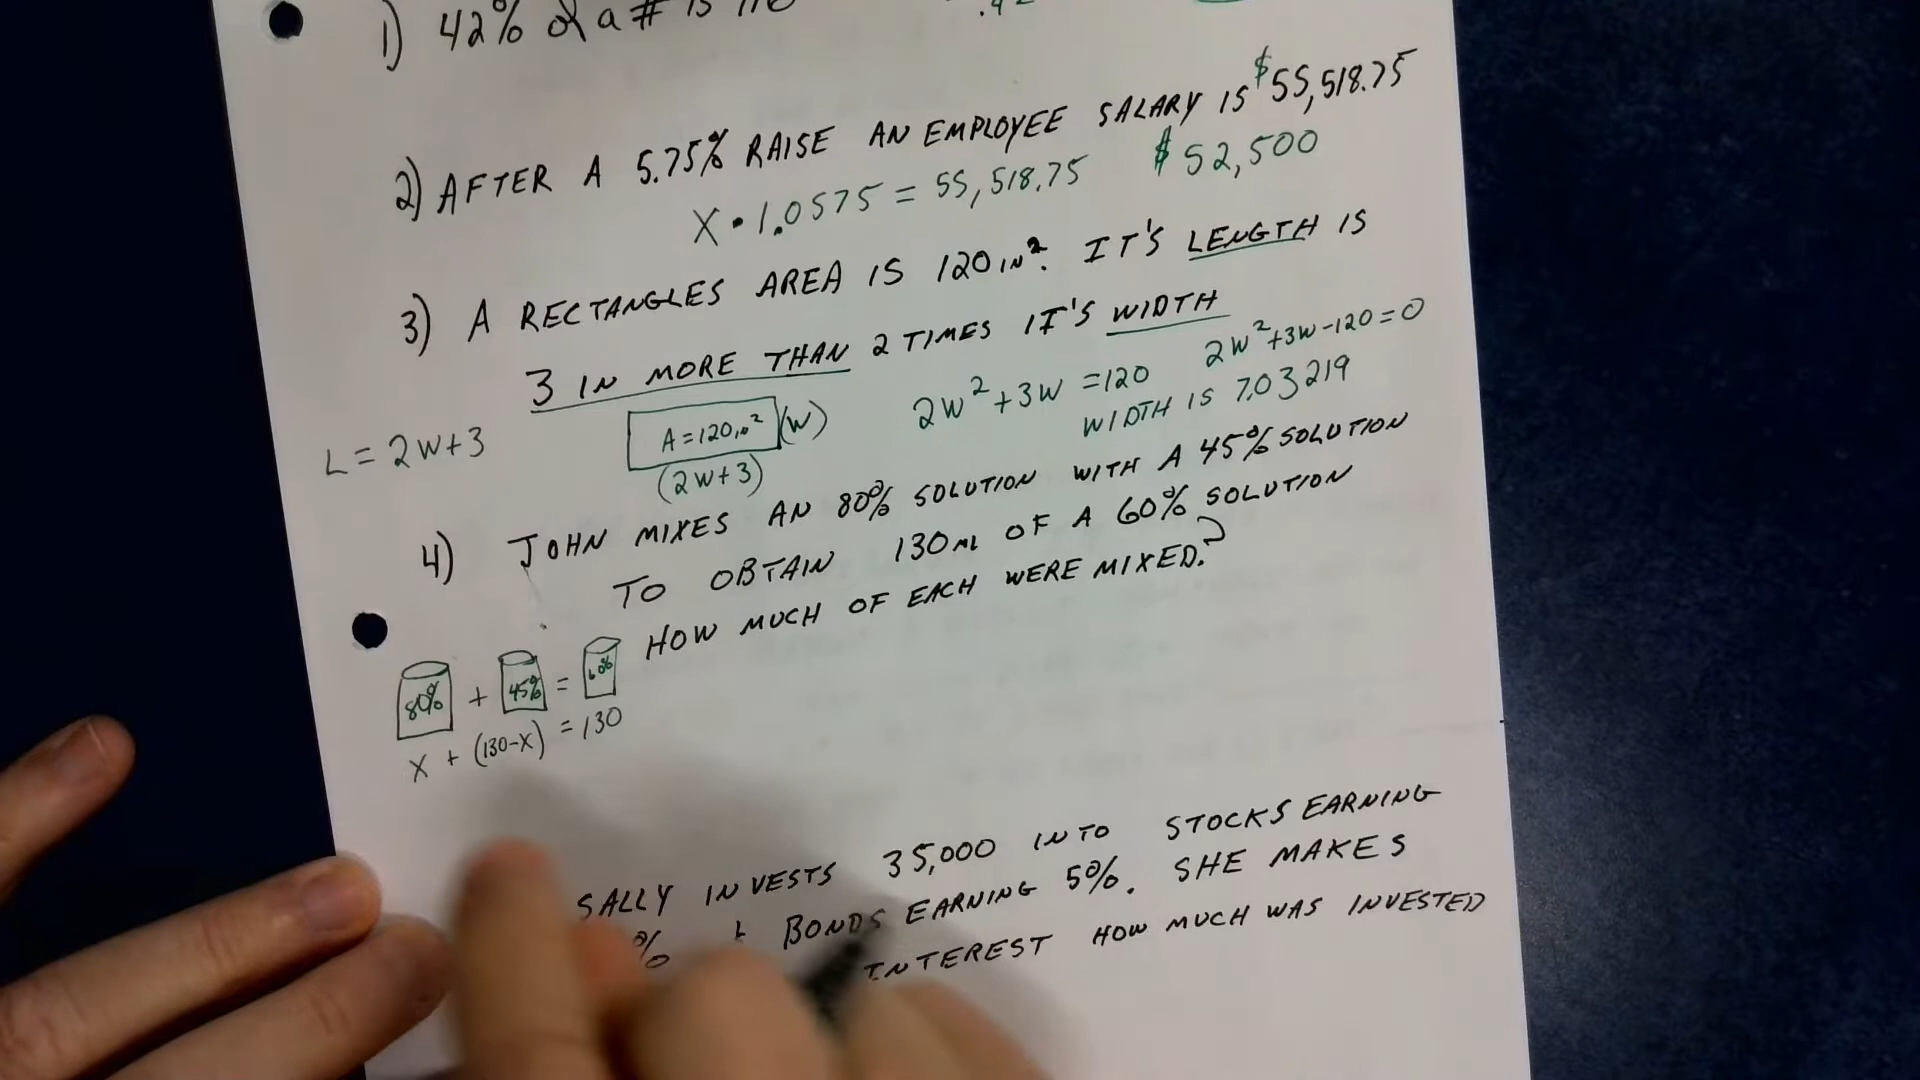 1) 42% of a # is
.42
2) AFTER A 5.75% RAISE AN EMPLOYEE SALARY IS $55,518.75
X • 1.0575 = 55,518.75 $52,500
3) A RECTANGLES AREA IS 120 IN². IT'S LENGTH IS
3 IN MORE THAN 2 TIMES IT'S WIDTH
L = 2W+3
A = 120 IN² (W)
(2W+3)
2W²+3W =120
2W²+3W-120=0
WIDTH IS 7.03219
4) JOHN MIXES AN 80% SOLUTION WITH A 45% SOLUTION
TO OBTAIN 130ML OF A 60% SOLUTION
HOW MUCH OF EACH WERE MIXED?
80% + 45% = 60%
X + (130-X) = 130
SALLY INVESTS 35,000 INTO STOCKS EARNING
% BONDS EARNING 5%. SHE MAKES
INTEREST HOW MUCH WAS INVESTED